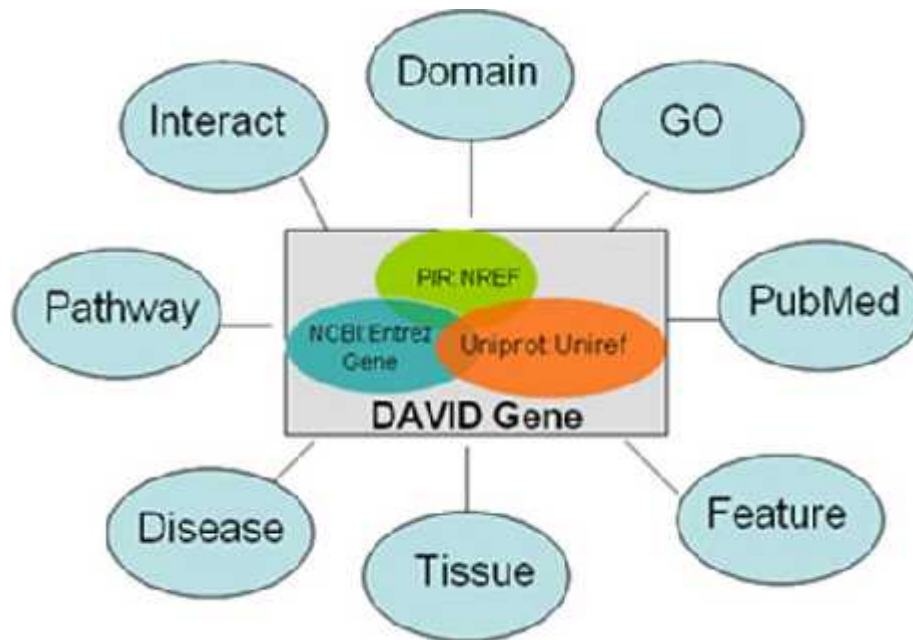 Domain
Interact
GO
PIR: NREF
Pathway
PubMed
NCBI:Entrez
Gene
Uniprot:Uniref
DAVID Gene
Disease
Feature
Tissue